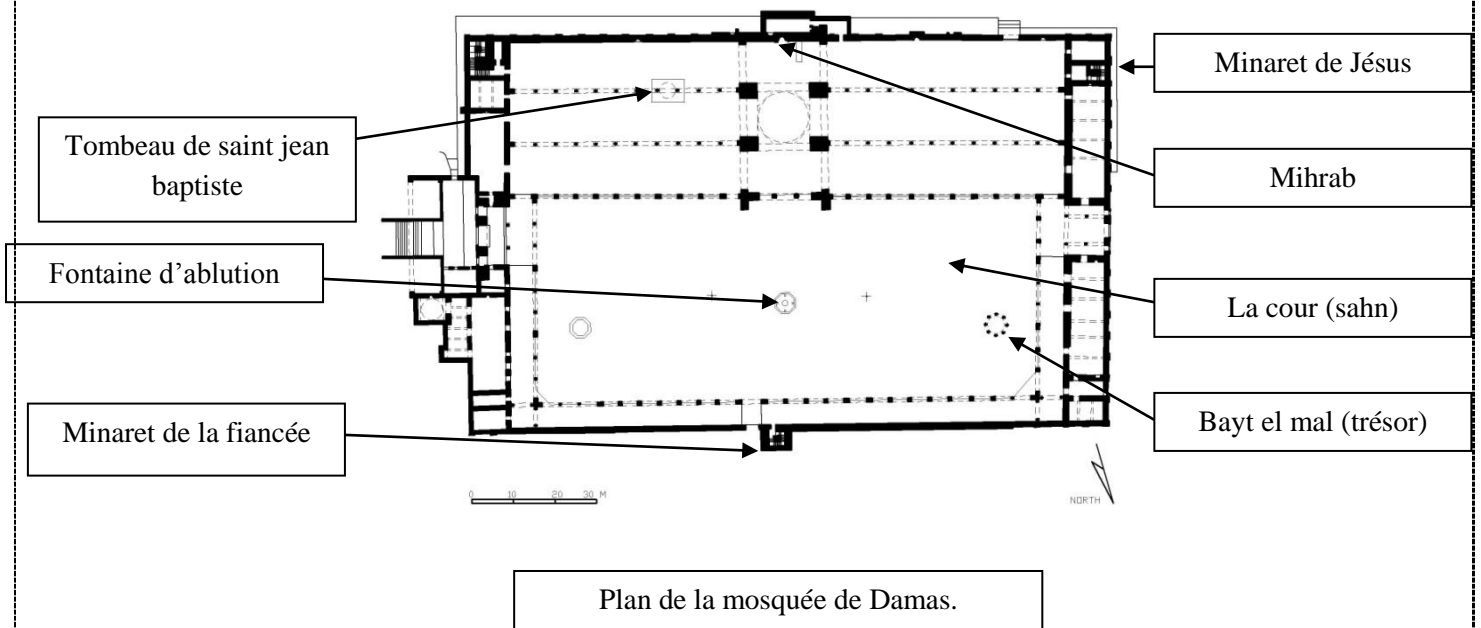 Minaret de Jésus
Tombeau de saint jean
baptiste
Mihrab
Fontaine d’ablution
La cour (sahn)
Minaret de la fiancée
Bayt el mal (trésor)
0 10 20 30 M
NORTH
Plan de la mosquée de Damas.